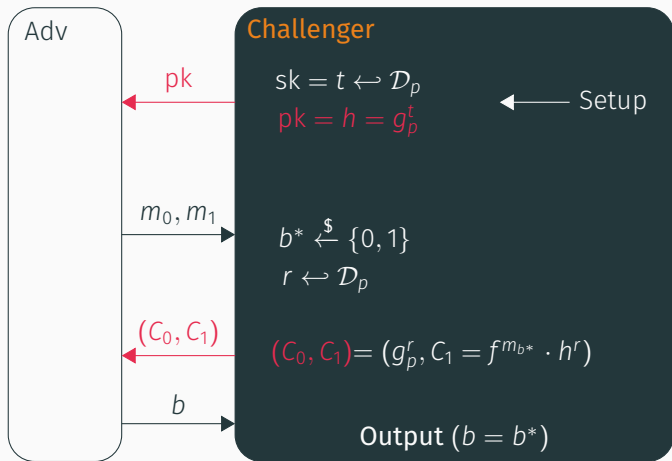 Adv
Challenger
pk
sk = t ↩ 𝒟_p
Setup
pk = h = g_p^t
m_0, m_1
b* ←$ {0, 1}
r ↩ 𝒟_p
(C_0, C_1)
(C_0, C_1)= (g_p^r, C_1 = f^{m_{b*}} · h^r)
b
Output (b = b*)